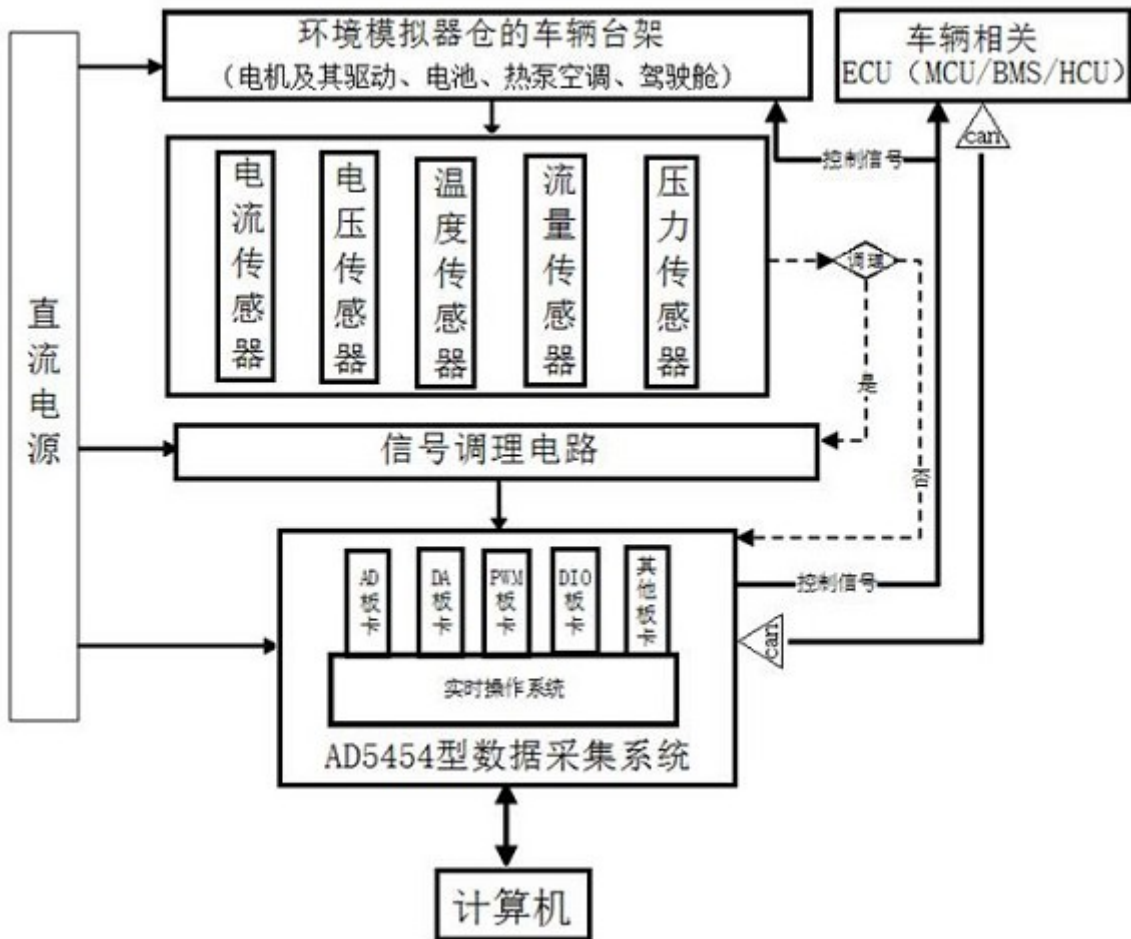 环境模拟器仓的车辆台架
（电机及其驱动、电池、热泵空调、驾驶舱）
车辆相关
ECU（MCU/BMS/HCU）
can
控制信号
直流电源
电流传感器
电压传感器
温度传感器
流量传感器
压力传感器
调理
是
否
信号调理电路
AD板卡
DA板卡
PWM板卡
DIO板卡
其他板卡
控制信号
can
实时操作系统
AD5454型数据采集系统
计算机